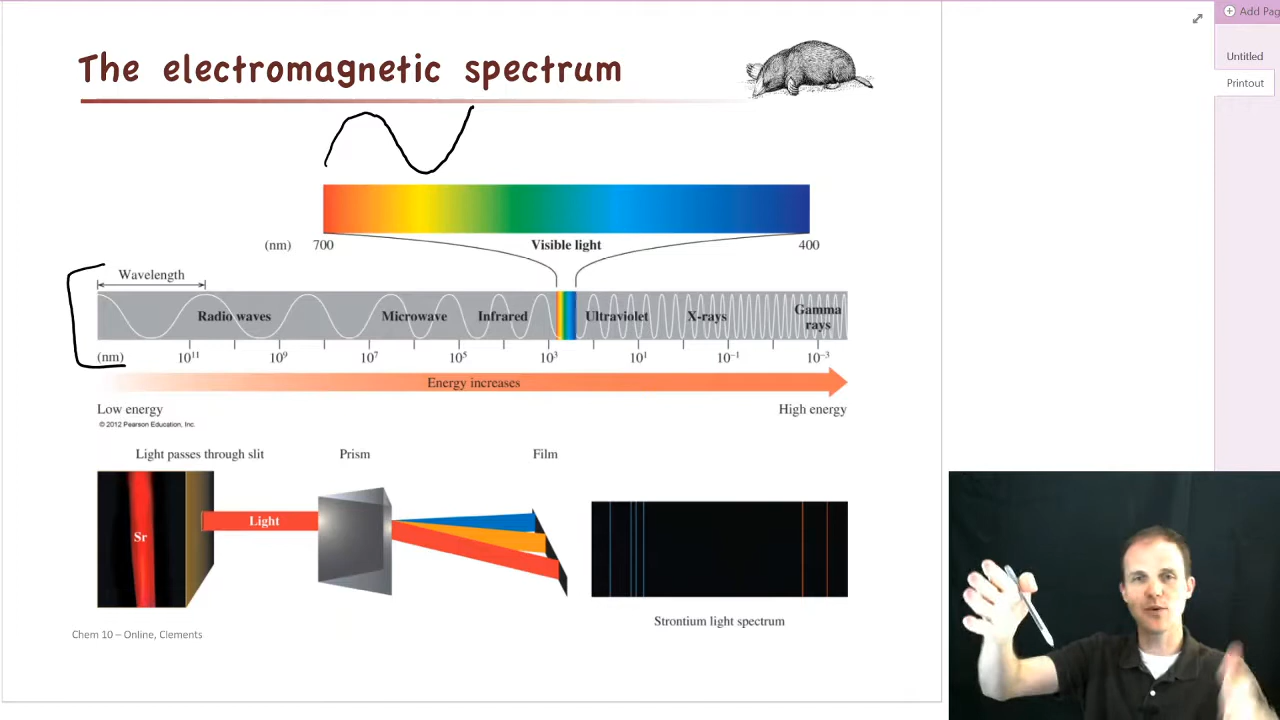 Add Pag
Untitled
Printout
The electromagnetic spectrum
(nm) 700 Visible light 400
Wavelength
Radio waves Microwave Infrared Ultraviolet X-rays Gamma rays
(nm) 10¹¹ 10⁹ 10⁷ 10⁵ 10³ 10¹ 10⁻¹ 10⁻³
Energy increases
Low energy High energy
© 2012 Pearson Education, Inc.
Light passes through slit Prism Film
Sr Light
Strontium light spectrum
Chem 10 – Online, Clements